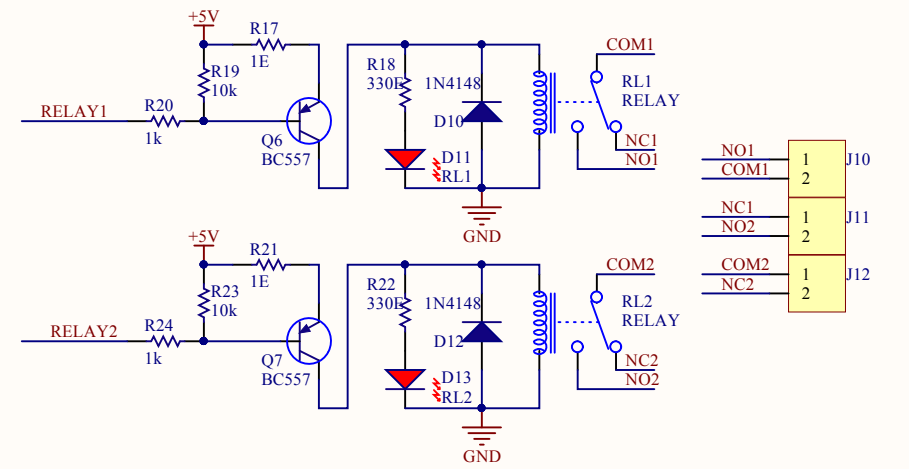 +5V
R17
1E
R19
10k
RELAY1
R20
1k
Q6
BC557
R18
330E
1N4148
D10
D11
RL1
GND
COM1
RL1
RELAY
NC1
NO1
+5V
R21
1E
R23
10k
RELAY2
R24
1k
Q7
BC557
R22
330E
1N4148
D12
D13
RL2
GND
COM2
RL2
RELAY
NC2
NO2
NO1 1 J10
COM1 2
NC1 1 J11
NO2 2
COM2 1 J12
NC2 2